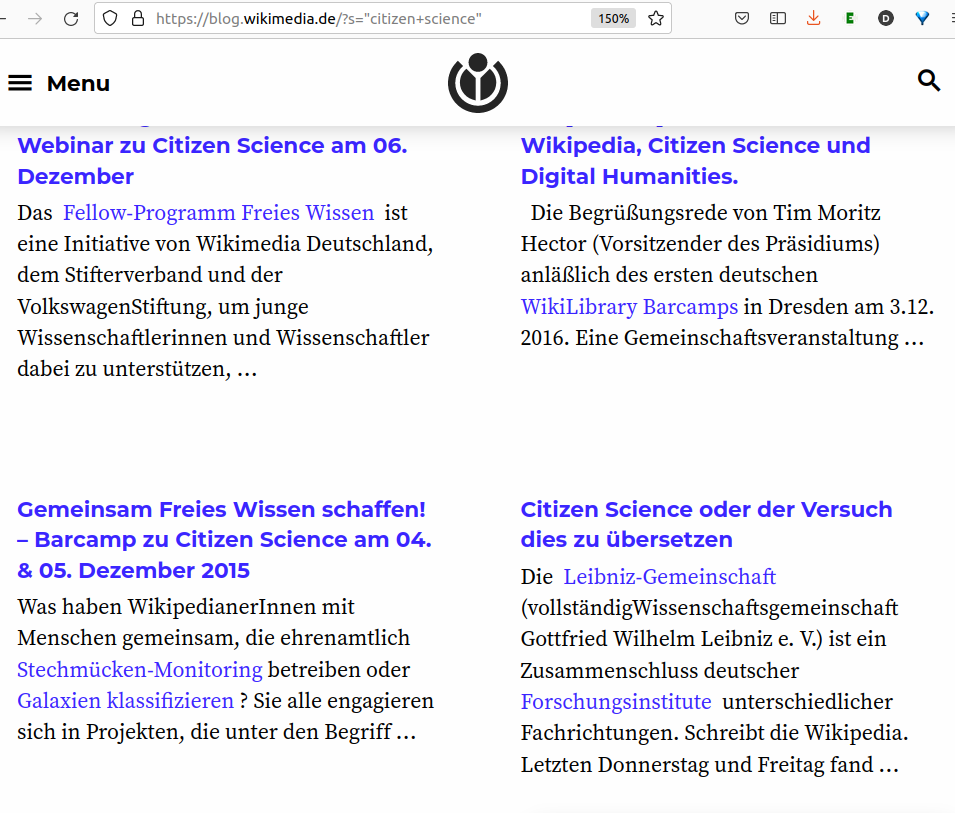 https://blog.wikimedia.de/?s="citizen+science"
150%
Menu
Webinar zu Citizen Science am 06.
Dezember
Das Fellow-Programm Freies Wissen ist
eine Initiative von Wikimedia Deutschland,
dem Stifterverband und der
VolkswagenStiftung, um junge
Wissenschaftlerinnen und Wissenschaftler
dabei zu unterstützen, …
Wikipedia, Citizen Science und
Digital Humanities.
Die Begrüßungsrede von Tim Moritz
Hector (Vorsitzender des Präsidiums)
anläßlich des ersten deutschen
WikiLibrary Barcamps in Dresden am 3.12.
2016. Eine Gemeinschaftsveranstaltung …
Gemeinsam Freies Wissen schaffen!
– Barcamp zu Citizen Science am 04.
& 05. Dezember 2015
Was haben WikipedianerInnen mit
Menschen gemeinsam, die ehrenamtlich
Stechmücken-Monitoring betreiben oder
Galaxien klassifizieren ? Sie alle engagieren
sich in Projekten, die unter den Begriff …
Citizen Science oder der Versuch
dies zu übersetzen
Die Leibniz-Gemeinschaft
(vollständigWissenschaftsgemeinschaft
Gottfried Wilhelm Leibniz e. V.) ist ein
Zusammenschluss deutscher
Forschungsinstitute unterschiedlicher
Fachrichtungen. Schreibt die Wikipedia.
Letzten Donnerstag und Freitag fand …